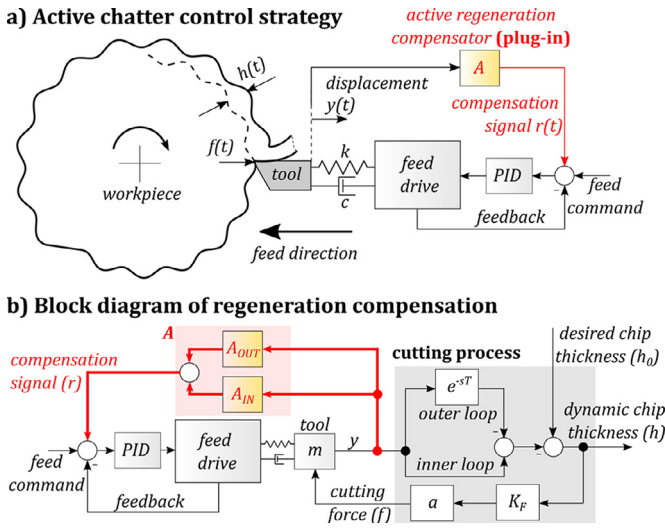 a) Active chatter control strategy
active regeneration
compensator (plug-in)
h(t)
displacement
A
y(t)
compensation
signal r(t)
f(t)
k
tool
feed
drive
PID
c
workpiece
feed
command
feedback
feed direction
b) Block diagram of regeneration compensation
A
compensation
signal (r)
A_OUT
A_IN
cutting process
desired chip
thickness (h₀)
e^-sT
outer loop
dynamic chip
thickness (h)
tool
feed
command
PID
feed
drive
m
y
inner loop
feedback
cutting
force (f)
a
K_F